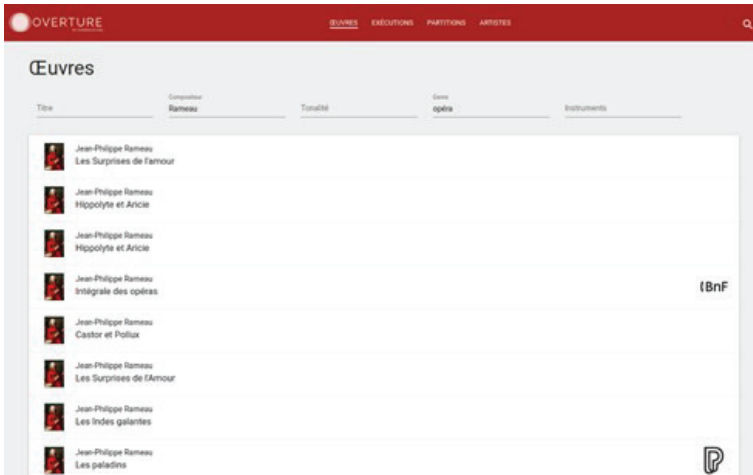 OVERTURE
ŒUVRES EXÉCUTIONS PARTITIONS ARTISTES
Œuvres
Titre
Compositeur
Rameau
Tonalité
Genre
opéra
Instruments
Jean-Philippe Rameau
Les Surprises de l'amour
Jean-Philippe Rameau
Hippolyte et Aricie
Jean-Philippe Rameau
Hippolyte et Aricie
Jean-Philippe Rameau
Intégrale des opéras
(BnF
Jean-Philippe Rameau
Castor et Pollux
Jean-Philippe Rameau
Les Surprises de l'Amour
Jean-Philippe Rameau
Les Indes galantes
Jean-Philippe Rameau
Les paladins
P